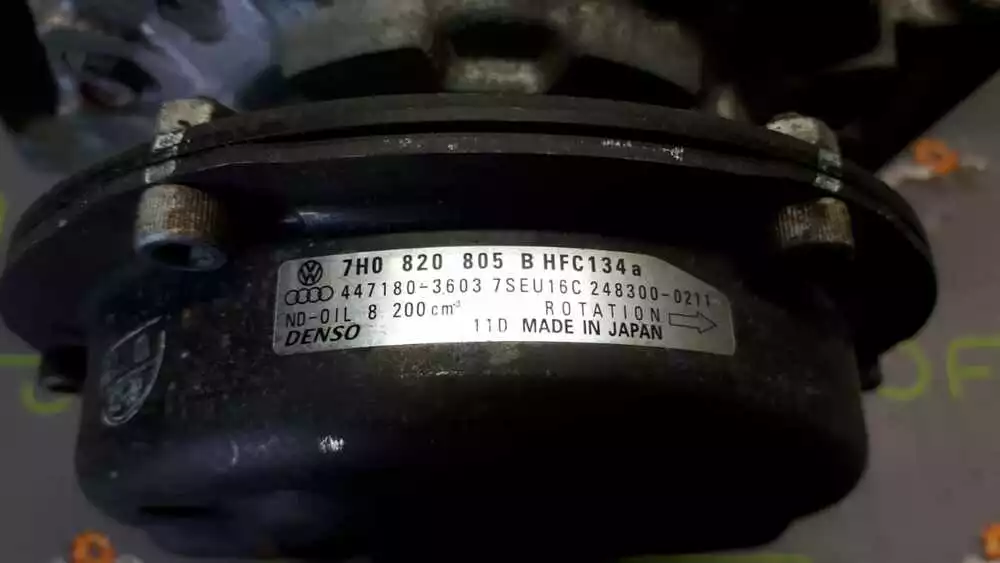 7H0 820 805 B HFC134a
447180-3603 7SEU16C 248300-0211
ND-OIL 8 200cm³ ROTATION
DENSO 11D MADE IN JAPAN